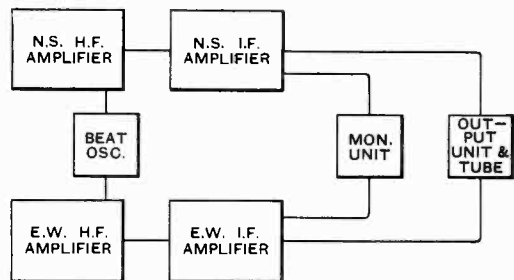 N.S. H.F.
AMPLIFIER
N.S. I.F.
AMPLIFIER
BEAT
OSC.
MON.
UNIT
OUT-
PUT
UNIT &
TUBE
E.W. H.F.
AMPLIFIER
E.W. I.F.
AMPLIFIER